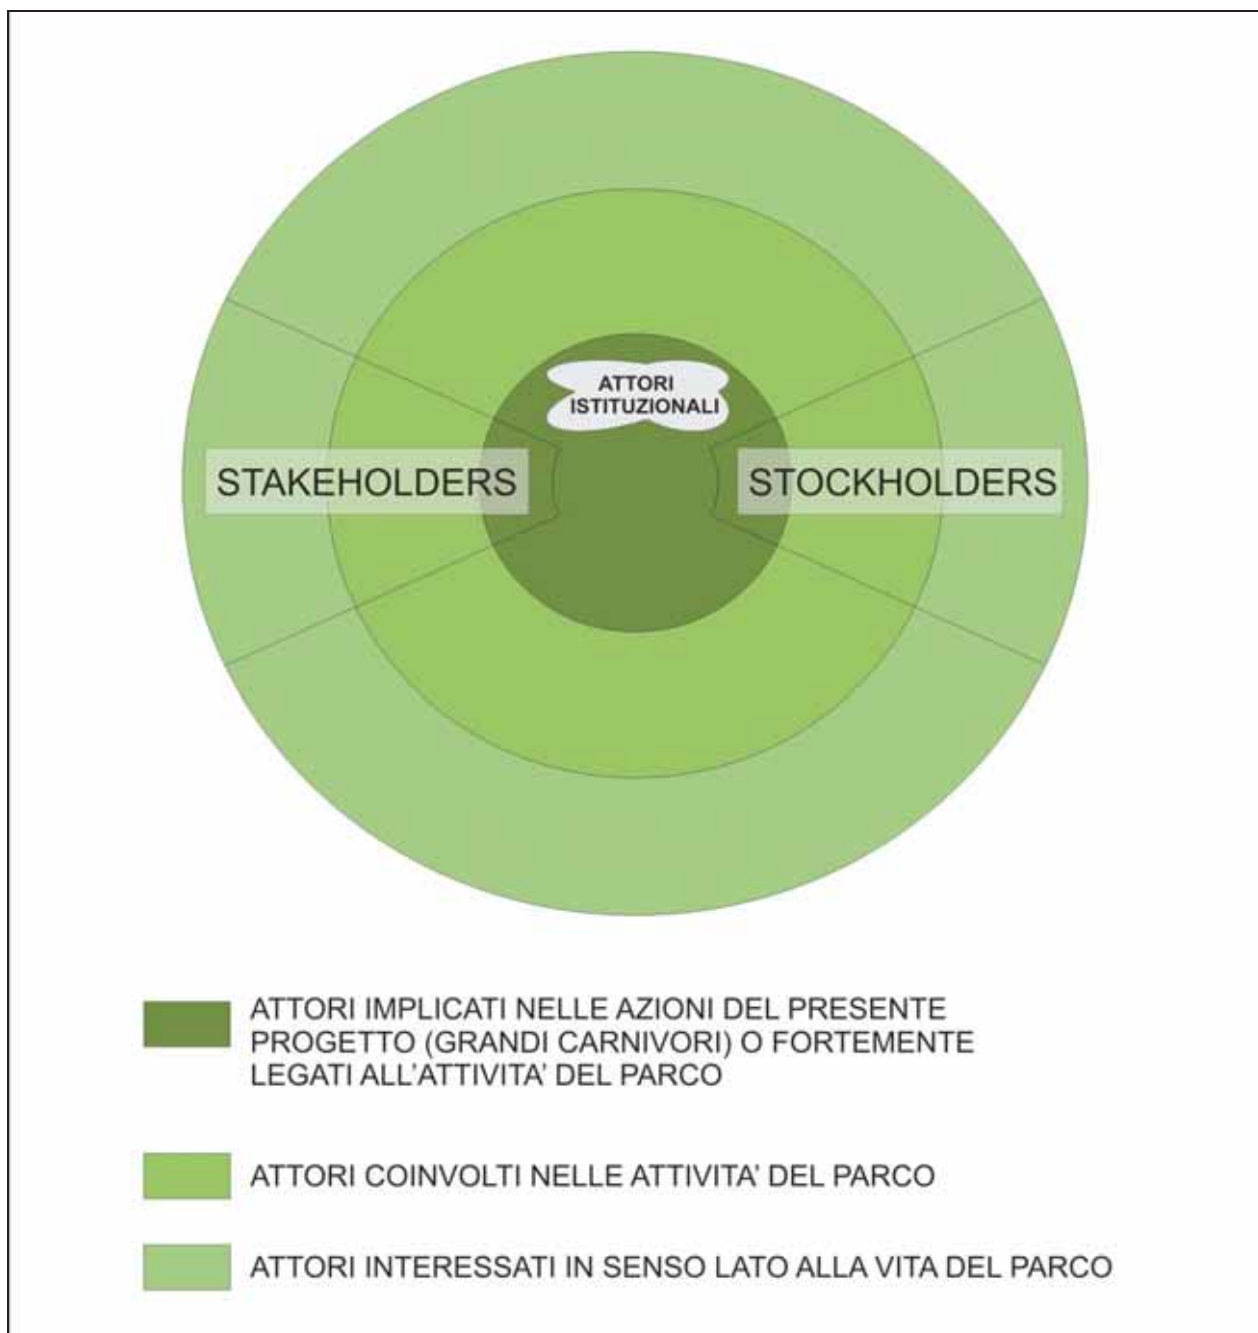 ATTORI
ISTITUZIONALI
STAKEHOLDERS
STOCKHOLDERS
ATTORI IMPLICATI NELLE AZIONI DEL PRESENTE
PROGETTO (GRANDI CARNIVORI) O FORTEMENTE
LEGATI ALL'ATTIVITA' DEL PARCO
ATTORI COINVOLTI NELLE ATTIVITA' DEL PARCO
ATTORI INTERESSATI IN SENSO LATO ALLA VITA DEL PARCO